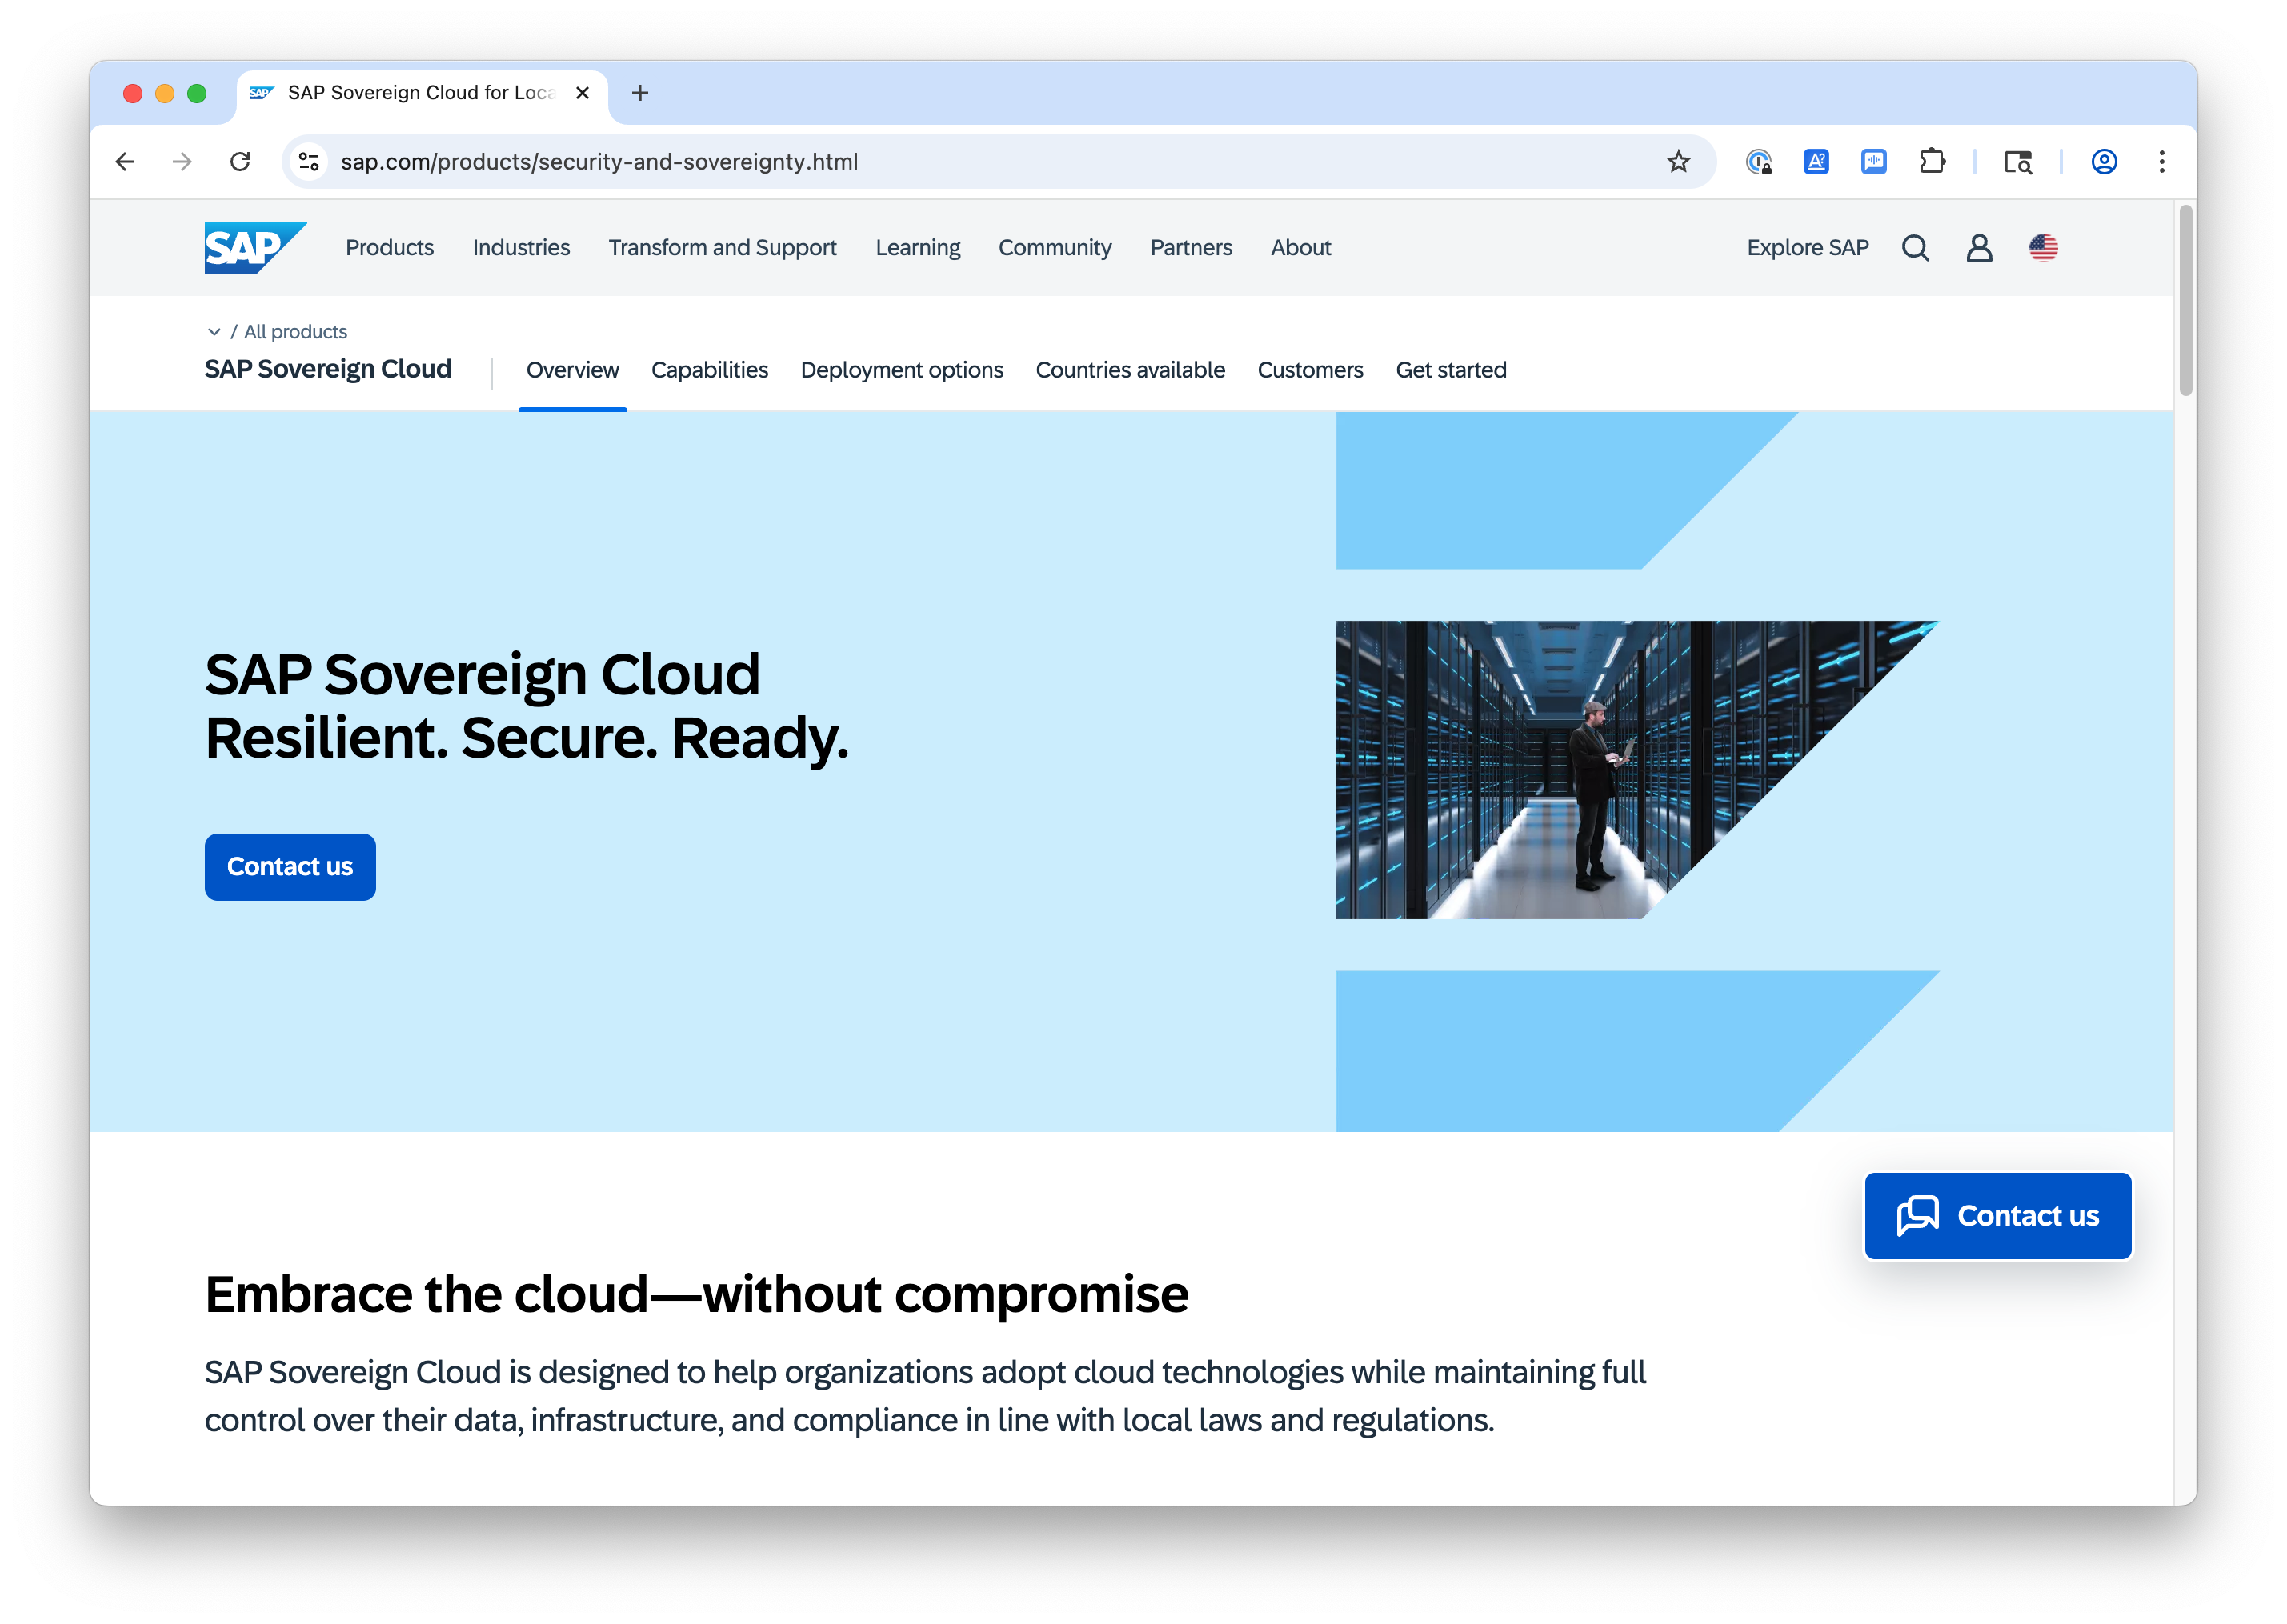 SAP SAP Sovereign Cloud for Loca
sap.com/products/security-and-sovereignty.html
SAP Products Industries Transform and Support Learning Community Partners About Explore SAP
/ All products
SAP Sovereign Cloud Overview Capabilities Deployment options Countries available Customers Get started
SAP Sovereign Cloud
Resilient. Secure. Ready.
Contact us
Contact us
Embrace the cloud—without compromise
SAP Sovereign Cloud is designed to help organizations adopt cloud technologies while maintaining full
control over their data, infrastructure, and compliance in line with local laws and regulations.